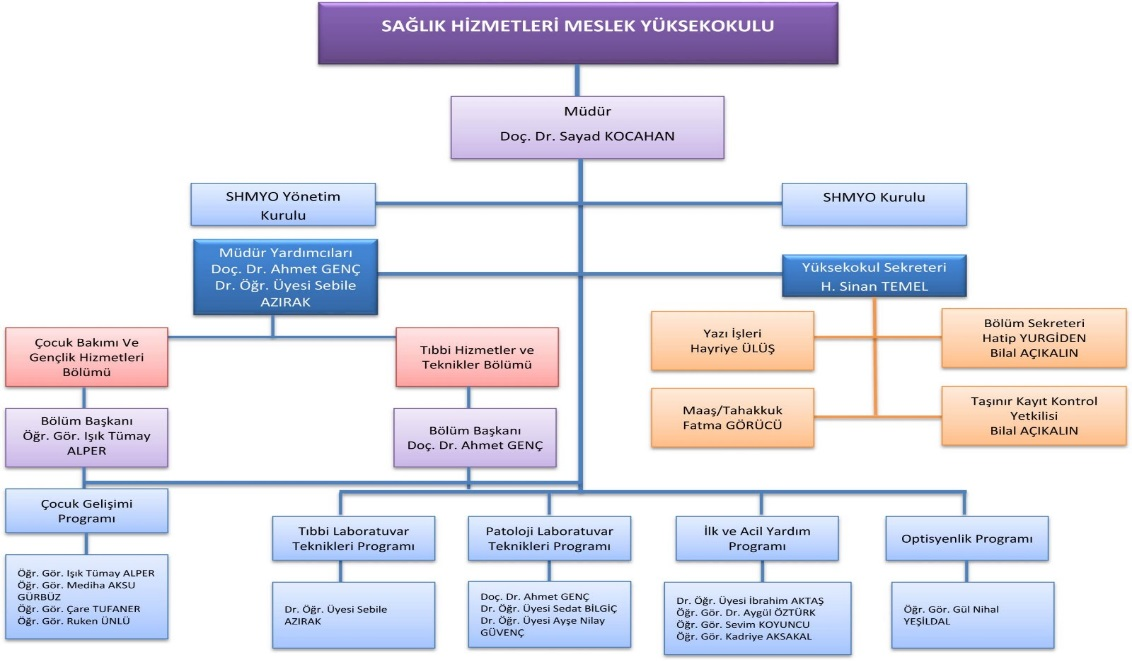 SAĞLIK HİZMETLERİ MESLEK YÜKSEKOKULU
Müdür
Doç. Dr. Sayad KOCAHAN
SHMYO Yönetim
Kurulu
SHMYO Kurulu
Müdür Yardımcıları
Doç. Dr. Ahmet GENÇ
Dr. Öğr. Üyesi Sebile
AZIRAK
Yüksekokul Sekreteri
H. Sinan TEMEL
Çocuk Bakımı Ve
Gençlik Hizmetleri
Bölümü
Tıbbi Hizmetler ve
Teknikler Bölümü
Yazı İşleri
Hayriye ÜLÜŞ
Bölüm Sekreteri
Hatip YURGİDEN
Bilal AÇIKALIN
Maaş/Tahakkuk
Fatma GÖRÜCÜ
Taşınır Kayıt Kontrol
Yetkilisi
Bilal AÇIKALIN
Bölüm Başkanı
Öğr. Gör. Işık Tümay
ALPER
Bölüm Başkanı
Doç. Dr. Ahmet GENÇ
Çocuk Gelişimi
Programı
Tıbbi Laboratuvar
Teknikleri Programı
Patoloji Laboratuvar
Teknikleri Programı
İlk ve Acil Yardım
Programı
Optisyenlik Programı
Öğr. Gör. Işık Tümay ALPER
Öğr. Gör. Mediha AKSU
GÜRBÜZ
Öğr. Gör. Çare TUFANER
Öğr. Gör. Ruken ÜNLÜ
Dr. Öğr. Üyesi Sebile
AZIRAK
Doç. Dr. Ahmet GENÇ
Dr. Öğr. Üyesi Sedat BİLGİÇ
Dr. Öğr. Üyesi Ayşe Nilay
GÜVENÇ
Dr. Öğr. Üyesi İbrahim AKTAŞ
Öğr. Gör. Dr. Aygül ÖZTÜRK
Öğr. Gör. Sevim KOYUNCU
Öğr. Gör. Kadriye AKSAKAL
Öğr. Gör. Gül Nihal
YEŞİLDAL